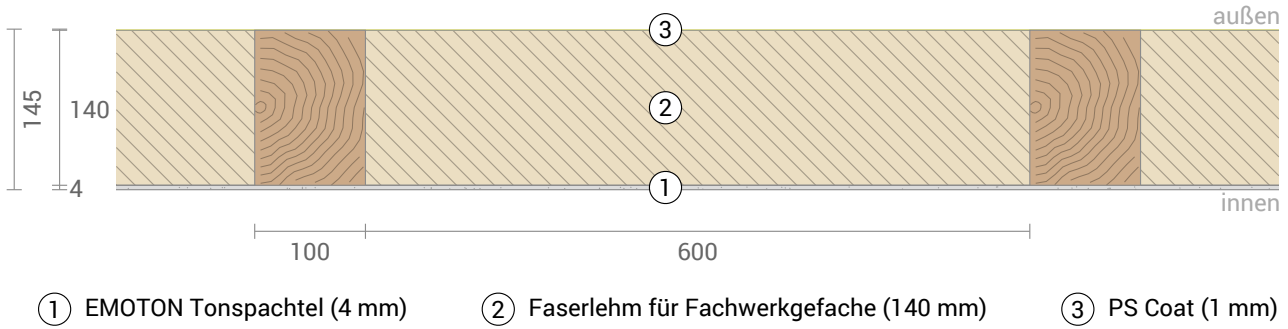 außen
3
145
140
2
4
1
innen
100
600
1 EMOTON Tonspachtel (4 mm)
2 Faserlehm für Fachwerkgefache (140 mm)
3 PS Coat (1 mm)